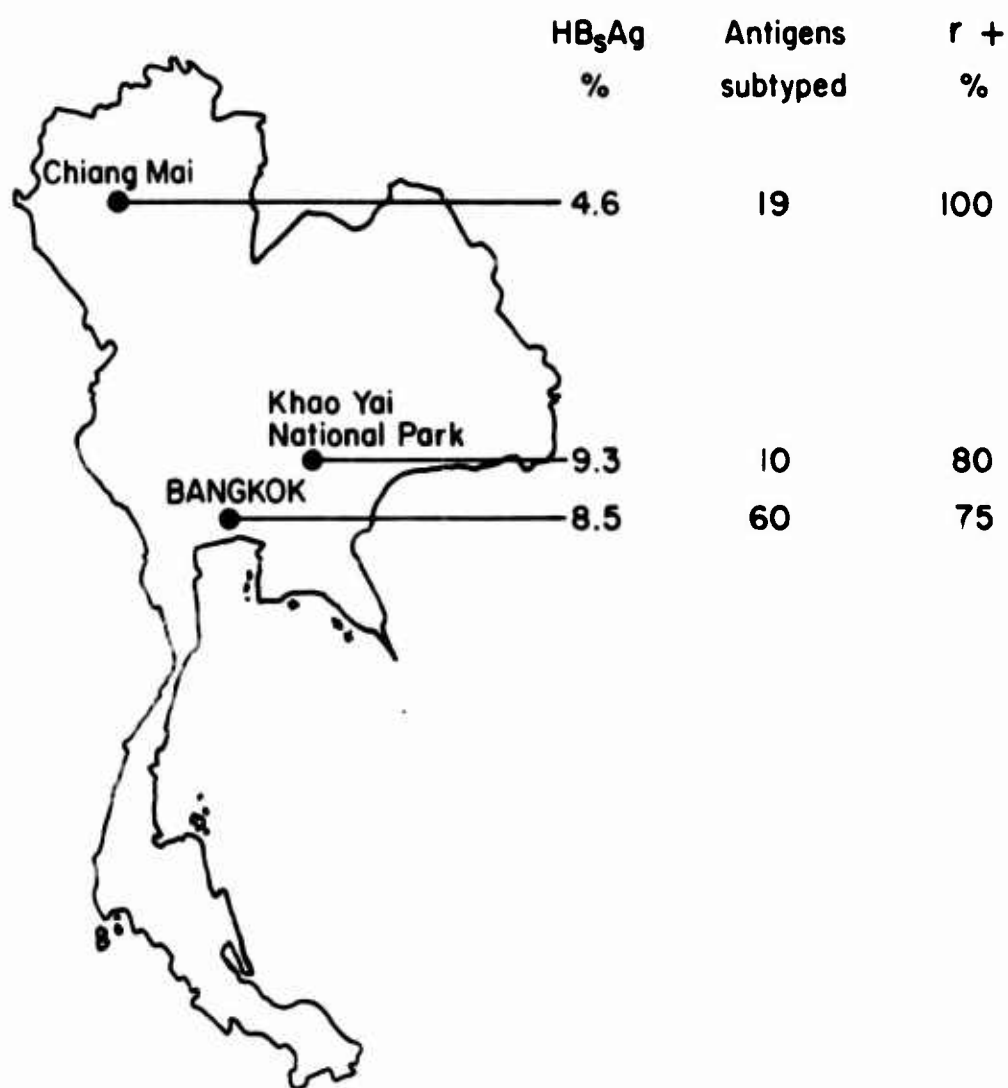 HBsAg Antigens r +
% subtyped %
Chiang Mai
4.6 19 100
Khao Yai
National Park
9.3 10 80
BANGKOK
8.5 60 75